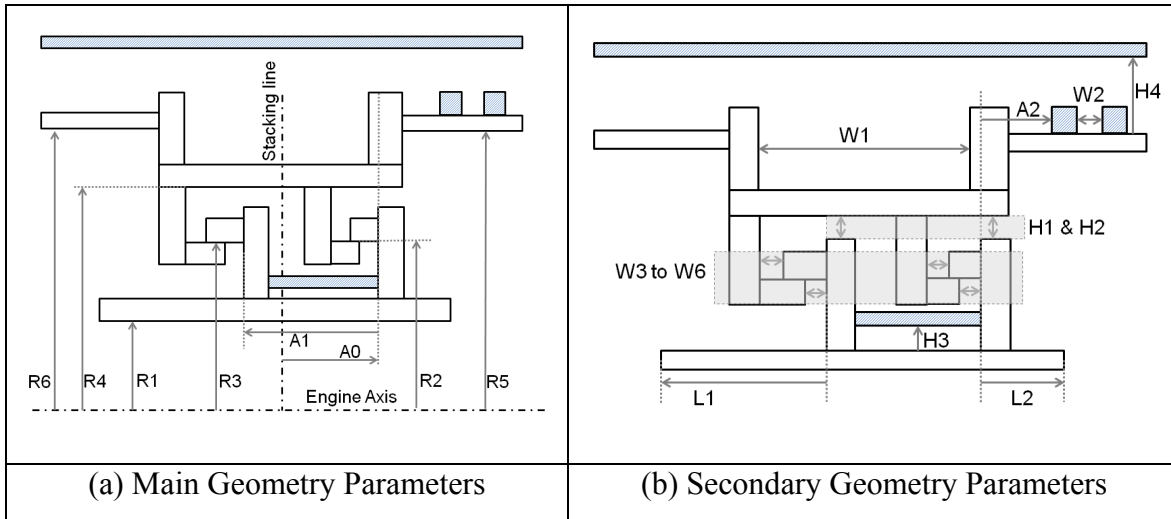 Stacking line
A1
A0
R6
R4
R1
R3
R2
R5
Engine Axis
(a) Main Geometry Parameters
A2
W2
H4
W1
H1 & H2
W3 to W6
H3
L1
L2
(b) Secondary Geometry Parameters